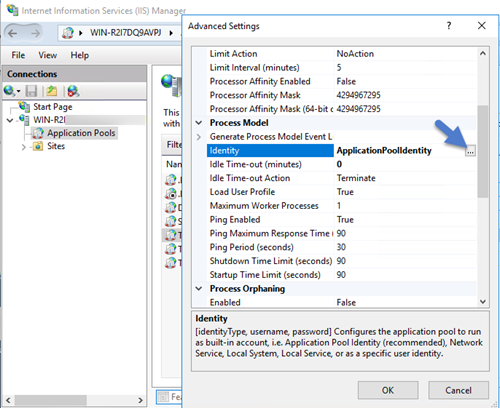 Internet Information Services (IIS) Manager
WIN-R2I7DQ9AVPJ
File View Help
Connections
Start Page
WIN-R2I
Application Pools
Sites
This
Filte
Advanced Settings
Limit Action NoAction
Limit Interval (minutes) 5
Processor Affinity Enabled False
Processor Affinity Mask 4294967295
Processor Affinity Mask (64-bit c 4294967295
Process Model
Generate Process Model Event L
Identity ApplicationPoolIdentity ...
Idle Time-out (minutes) 0
Idle Time-out Action Terminate
Load User Profile True
Maximum Worker Processes 1
Ping Enabled True
Ping Maximum Response Time ( 90
Ping Period (seconds) 30
Shutdown Time Limit (seconds) 90
Startup Time Limit (seconds) 90
Process Orphaning
Enabled False
Identity
[identityType, username, password] Configures the application pool to run
as built-in account, i.e. Application Pool Identity (recommended), Network
Service, Local System, Local Service, or as a specific user identity.
OK Cancel